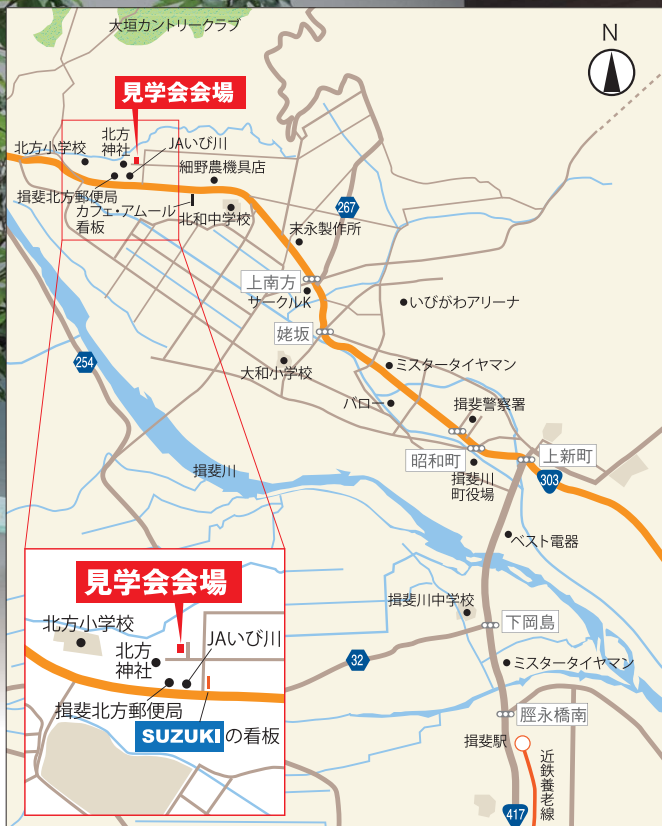 大垣カントリークラブ
N
見学会会場
北方小学校
北方
神社
JAいび川
細野農機具店
揖斐北方郵便局
カフェ・アムール
看板
北和中学校
267
末永製作所
上南方
サークルK
いびがわアリーナ
姥坂
254
大和小学校
ミスタータイヤマン
バロー
揖斐警察署
昭和町
上新町
揖斐川
揖斐川
町役場
303
ベスト電器
見学会会場
北方小学校
北方
神社
JAいび川
揖斐北方郵便局
SUZUKIの看板
揖斐川中学校
下岡島
32
ミスタータイヤマン
脛永橋南
揖斐駅
近鉄養老線
417